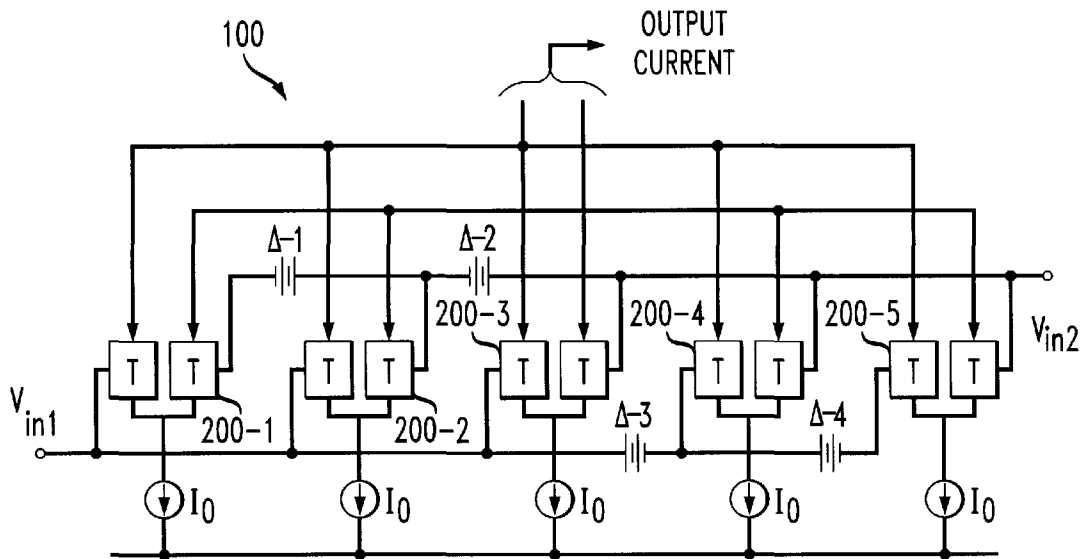 100
OUTPUT
CURRENT
Δ-1
Δ-2
200-3
200-4
200-5
T T T T T T T T T T
V_in2
V_in1
200-1
200-2
Δ-3
Δ-4
I_0 I_0 I_0 I_0 I_0